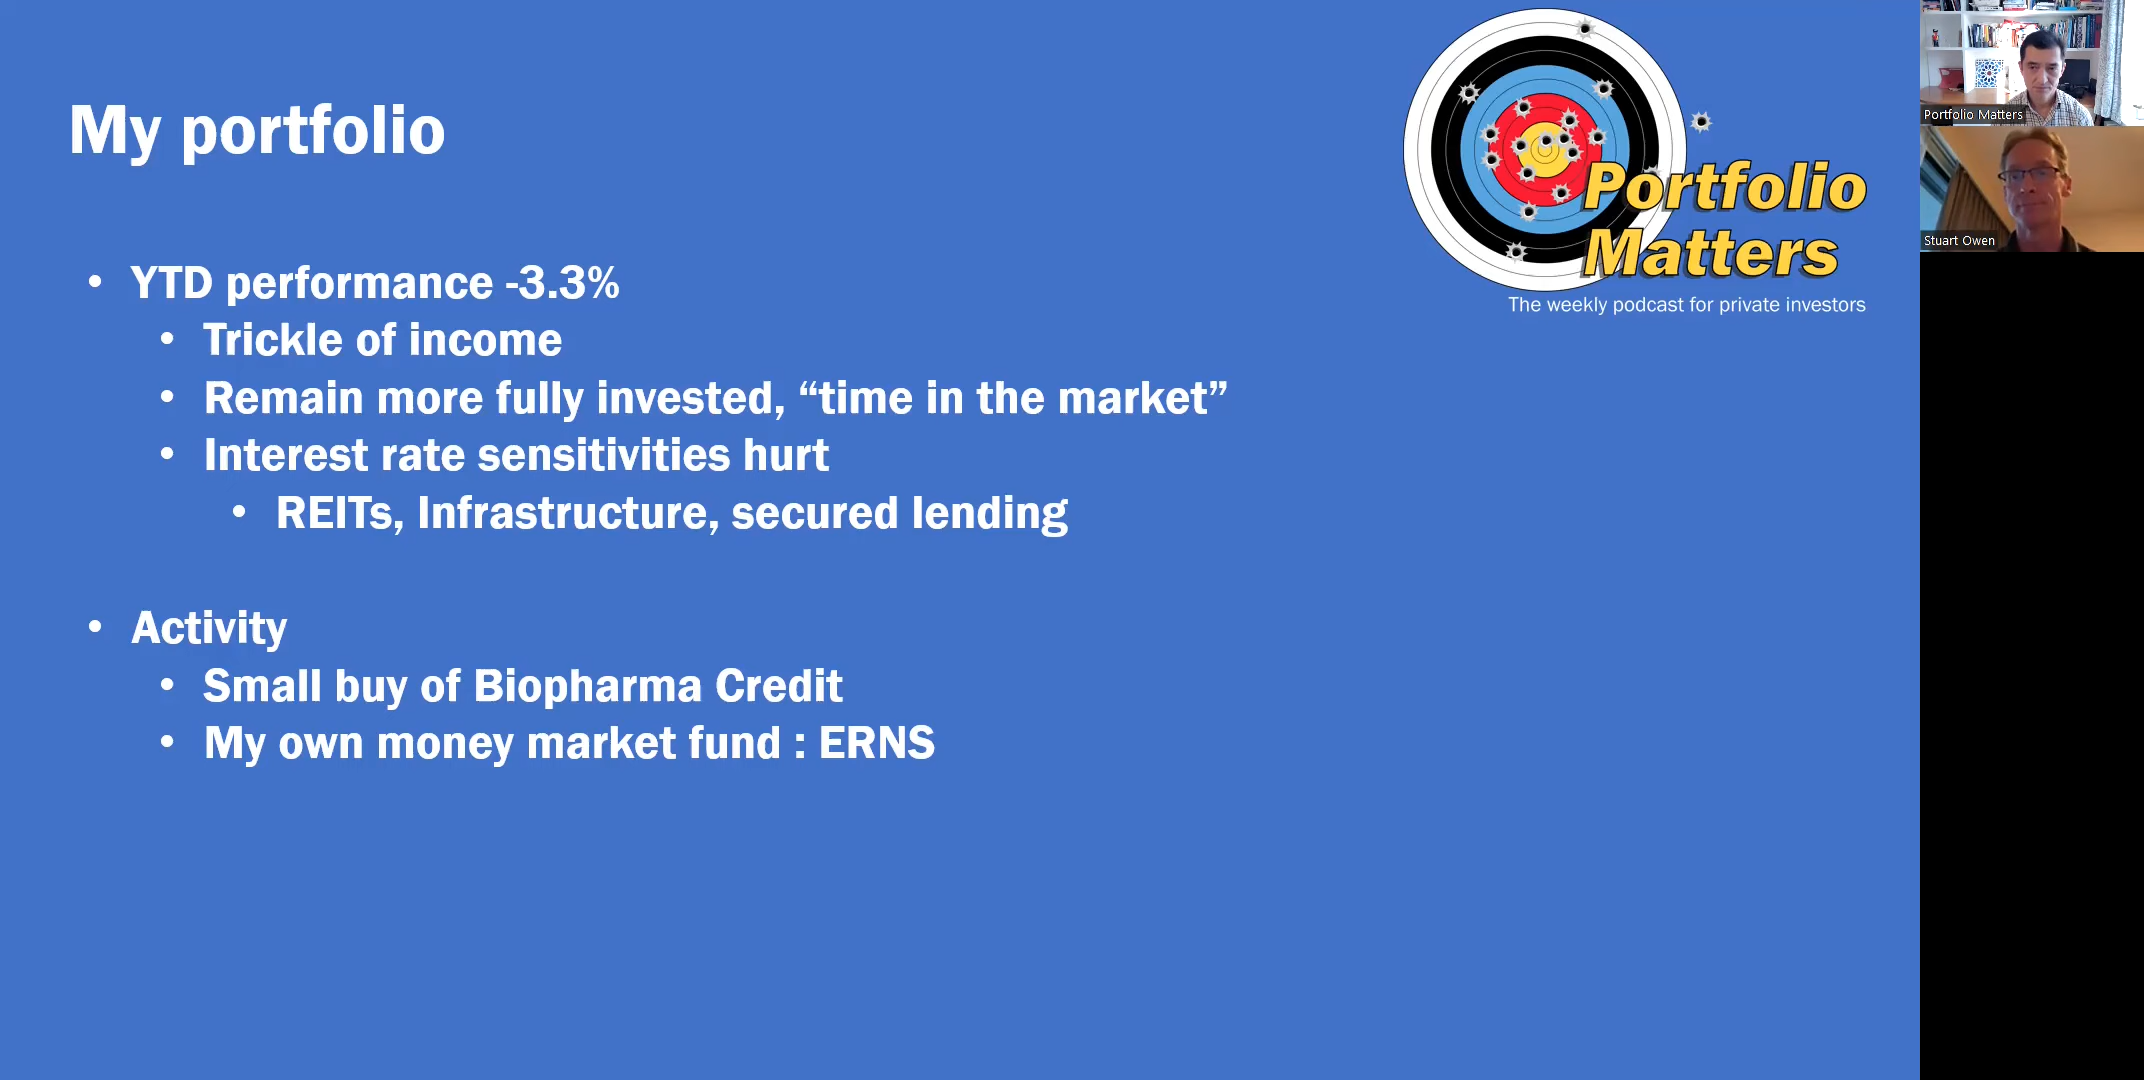 My portfolio
• YTD performance -3.3%
• Trickle of income
• Remain more fully invested, “time in the market”
• Interest rate sensitivities hurt
• REITs, Infrastructure, secured lending
• Activity
• Small buy of Biopharma Credit
• My own money market fund : ERNS
Portfolio
Matters
The weekly podcast for private investors
Portfolio Matters
Stuart Owen